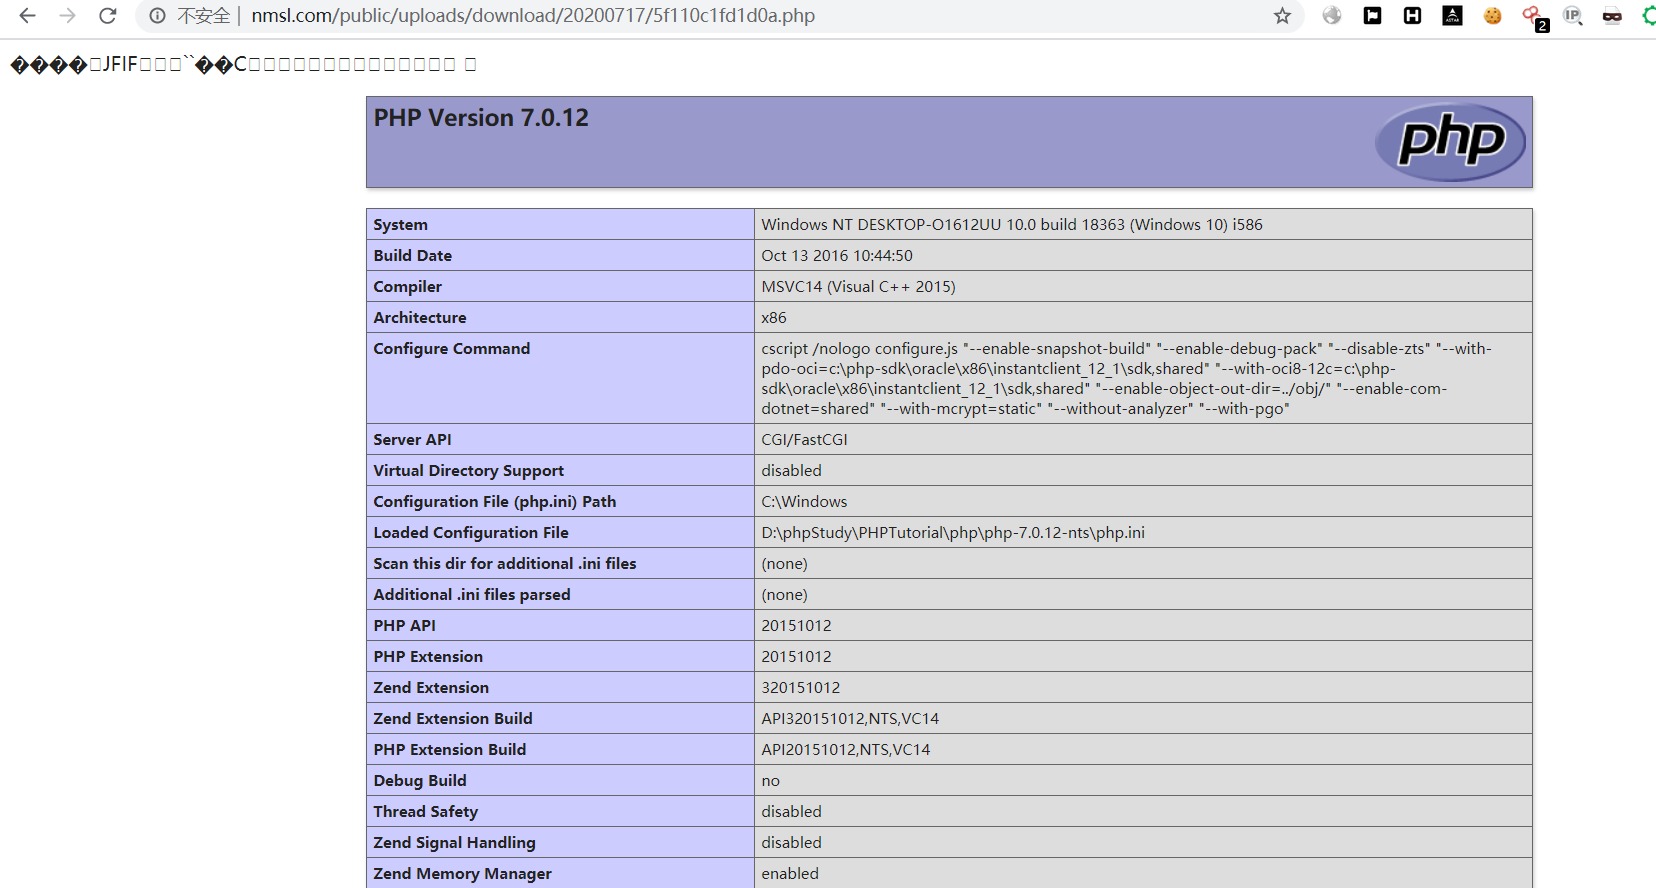 不安全 | nmsl.com/public/uploads/download/20200717/5f110c1fd1d0a.php
H ASTAR 2 IP
����JFIF``��C
PHP Version 7.0.12 php
System Windows NT DESKTOP-O1612UU 10.0 build 18363 (Windows 10) i586
Build Date Oct 13 2016 10:44:50
Compiler MSVC14 (Visual C++ 2015)
Architecture x86
Configure Command cscript /nologo configure.js "--enable-snapshot-build" "--enable-debug-pack" "--disable-zts" "--with-
pdo-oci=c:\php-sdk\oracle\x86\instantclient_12_1\sdk,shared" "--with-oci8-12c=c:\php-
sdk\oracle\x86\instantclient_12_1\sdk,shared" "--enable-object-out-dir=../obj/" "--enable-com-
dotnet=shared" "--with-mcrypt=static" "--without-analyzer" "--with-pgo"
Server API CGI/FastCGI
Virtual Directory Support disabled
Configuration File (php.ini) Path C:\Windows
Loaded Configuration File D:\phpStudy\PHPTutorial\php\php-7.0.12-nts\php.ini
Scan this dir for additional .ini files (none)
Additional .ini files parsed (none)
PHP API 20151012
PHP Extension 20151012
Zend Extension 320151012
Zend Extension Build API320151012,NTS,VC14
PHP Extension Build API20151012,NTS,VC14
Debug Build no
Thread Safety disabled
Zend Signal Handling disabled
Zend Memory Manager enabled